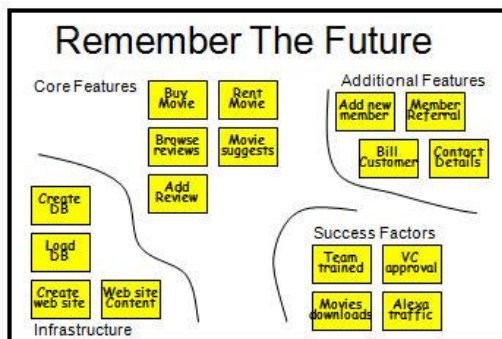 Remember The Future
Core Features
Buy
Movie
Rent
Movie
Browse
reviews
Movie
suggests
Add
Review
Additional Features
Add new
member
Member
Referral
Bill
Customer
Contact
Details
Create
DB
Load
DB
Create
web site
Web site
Content
Infrastructure
Success Factors
Team
trained
VC
approval
Movies
downloads
Alexa
traffic